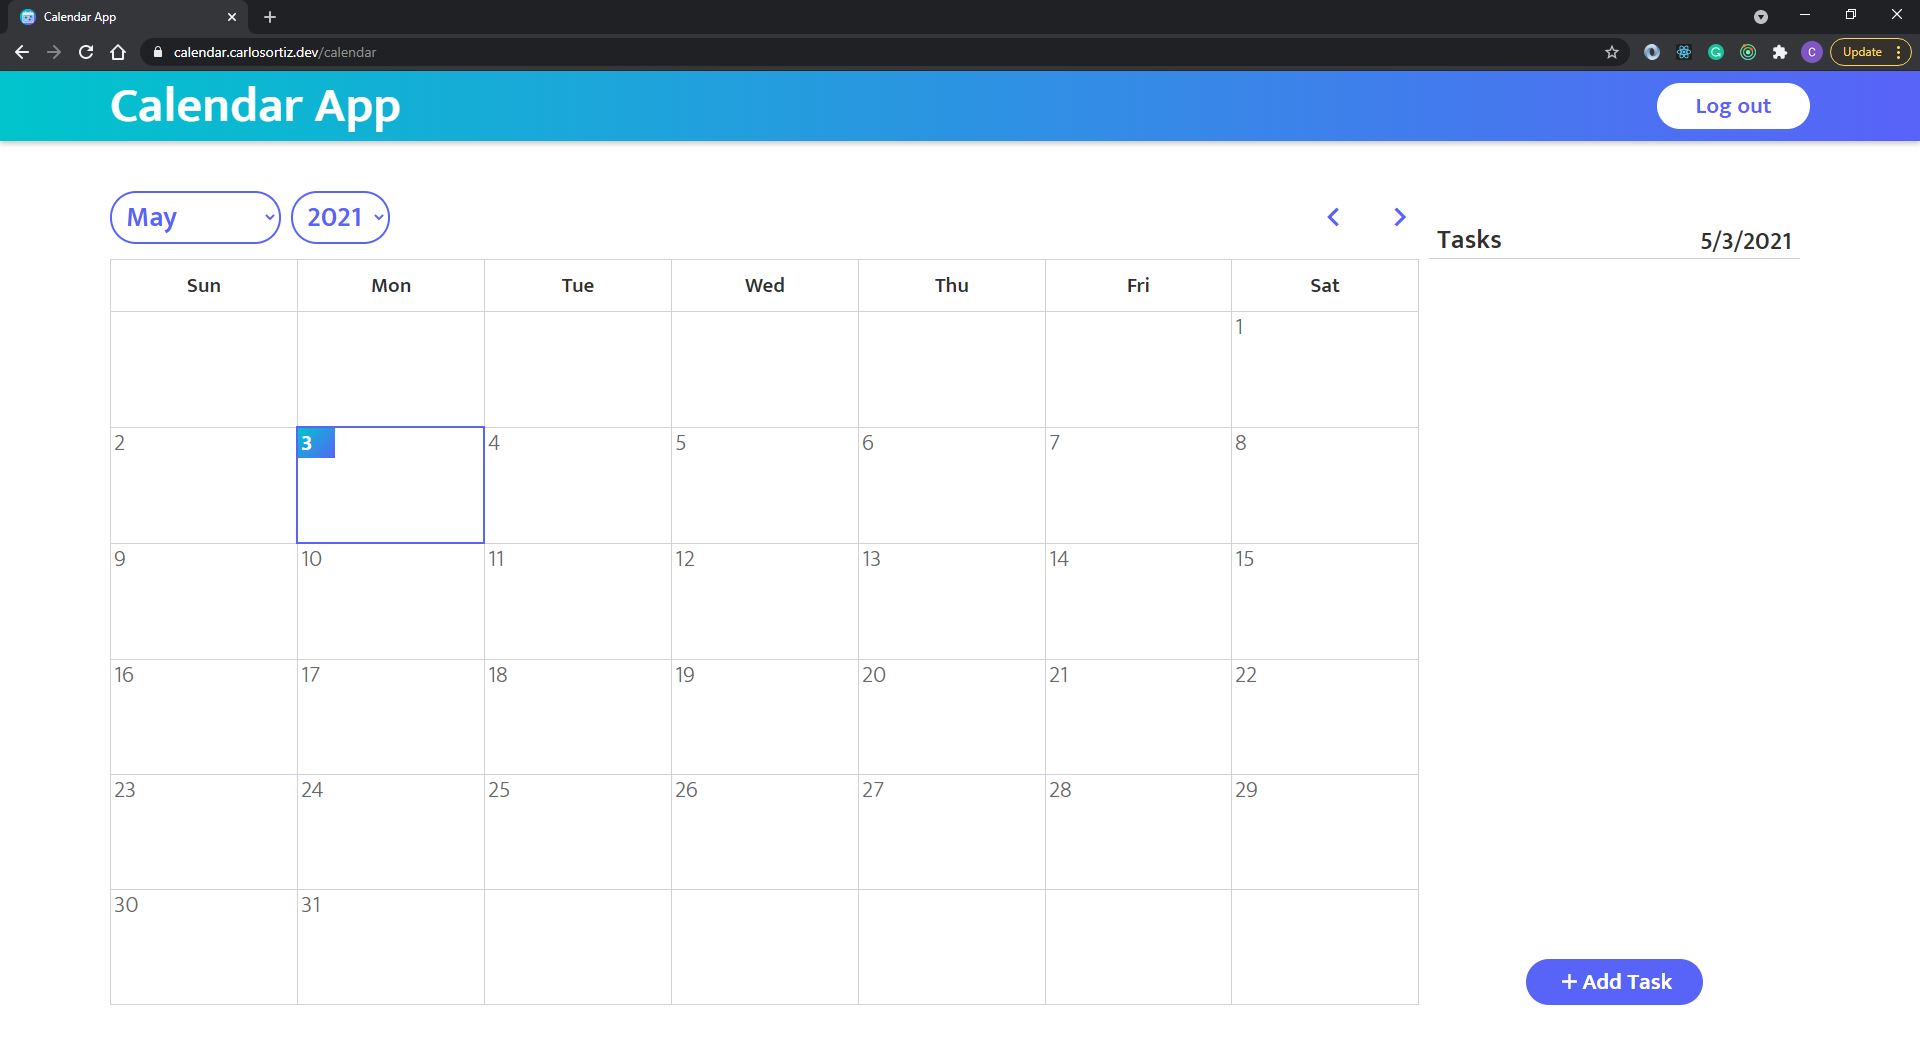 Calendar App
calendar.carlosortiz.dev/calendar
C
Update
Calendar App
Log out
May
2021
Tasks 5/3/2021
Sun Mon Tue Wed Thu Fri Sat
1
2 3 4 5 6 7 8
9 10 11 12 13 14 15
16 17 18 19 20 21 22
23 24 25 26 27 28 29
30 31
+ Add Task